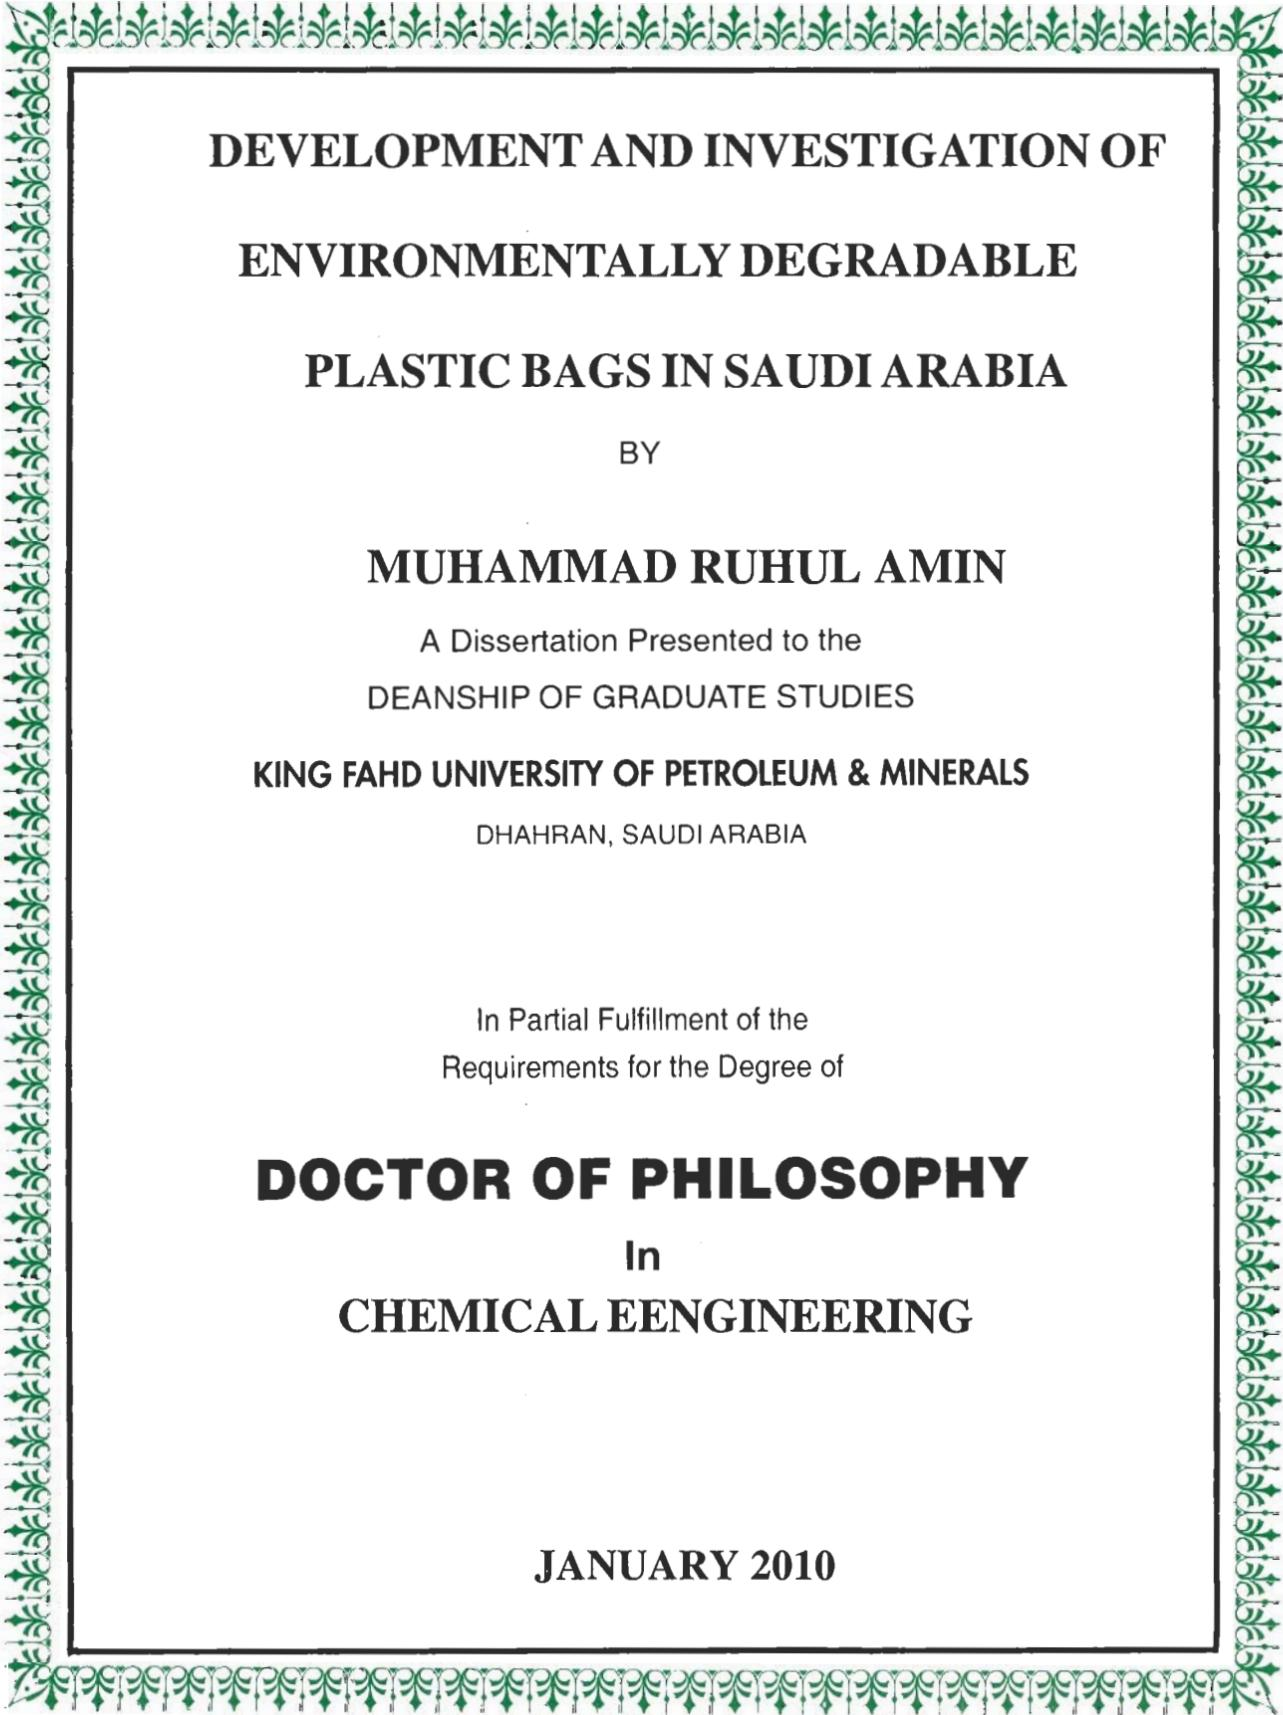 DEVELOPMENT AND INVESTIGATION OF
ENVIRONMENTALLY DEGRADABLE
PLASTIC BAGS IN SAUDI ARABIA
BY
MUHAMMAD RUHUL AMIN
A Dissertation Presented to the
DEANSHIP OF GRADUATE STUDIES
KING FAHD UNIVERSITY OF PETROLEUM & MINERALS
DHAHRAN, SAUDI ARABIA
In Partial Fulfillment of the
Requirements for the Degree of
DOCTOR OF PHILOSOPHY
In
CHEMICAL EENGINEERING
JANUARY 2010